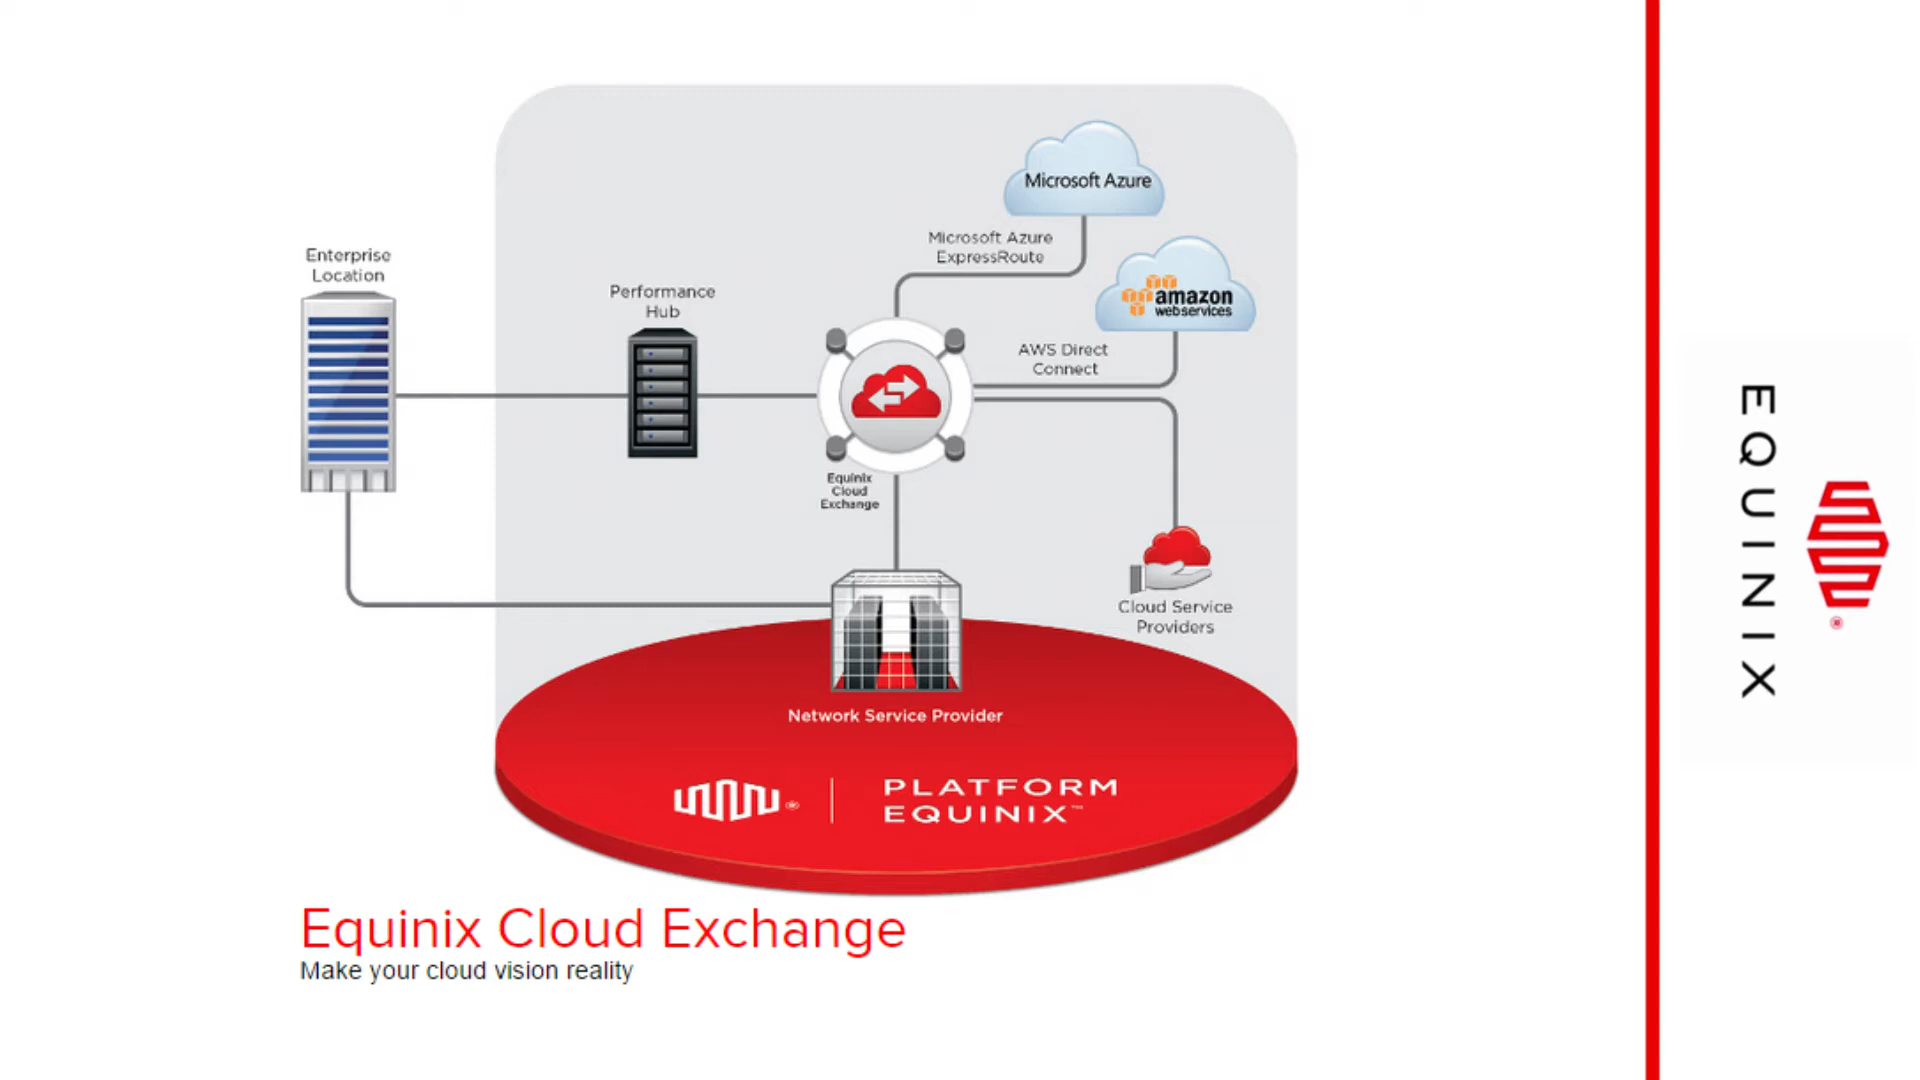 Microsoft Azure
Microsoft Azure
ExpressRoute
Enterprise
Location
amazon
webservices
Performance
Hub
AWS Direct
Connect
Equinix
Cloud
Exchange
Cloud Service
Providers
Network Service Provider
PLATFORM
EQUINIX™
Equinix Cloud Exchange
Make your cloud vision reality
EQUINIX